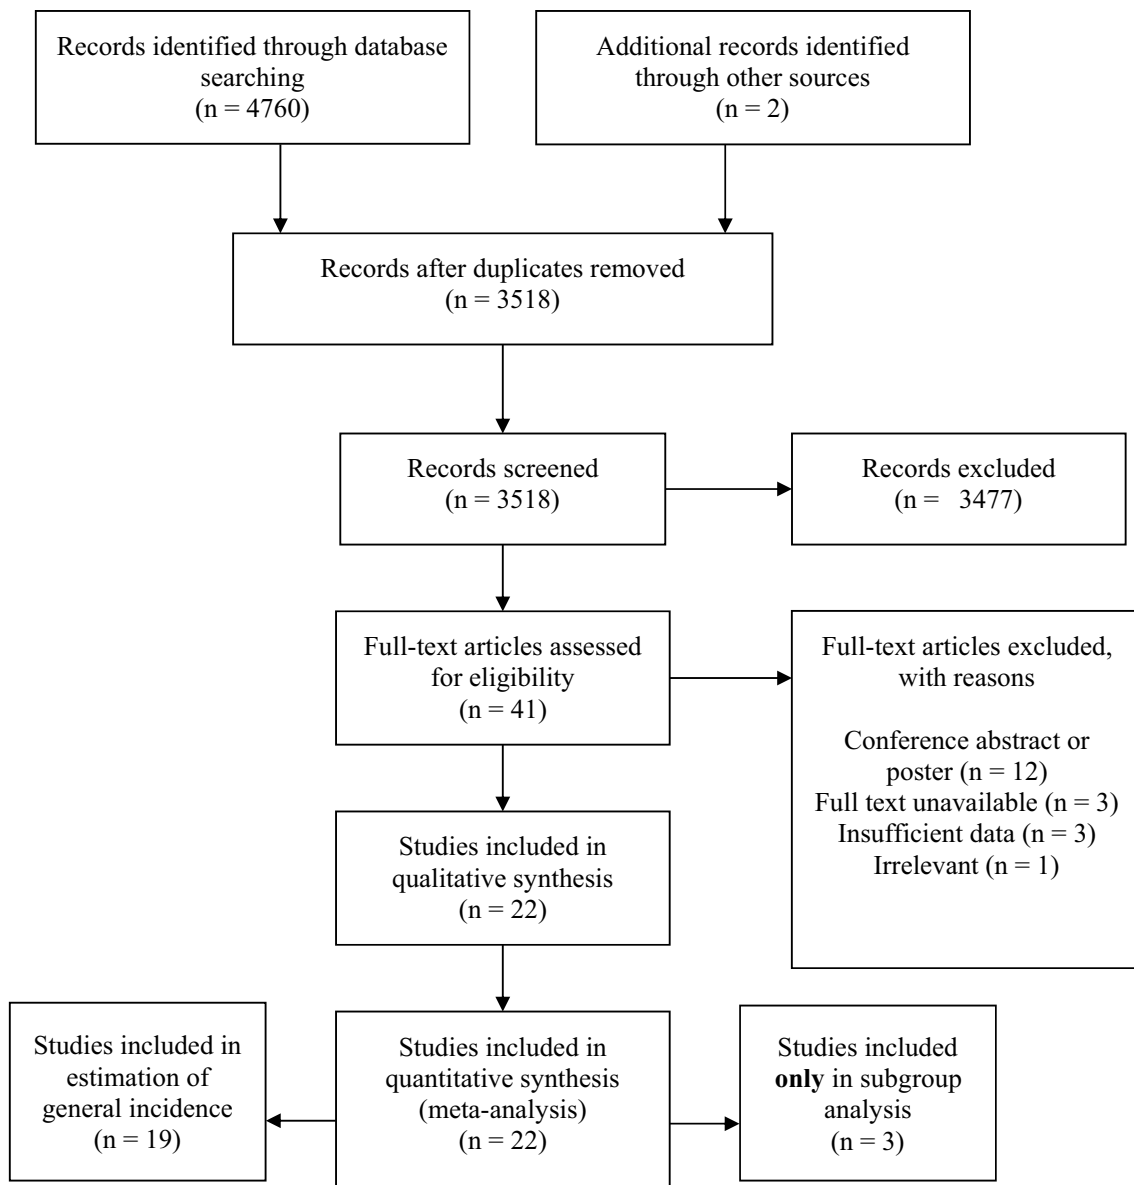 Records identified through database
searching
(n = 4760)
Additional records identified
through other sources
(n = 2)
Records after duplicates removed
(n = 3518)
Records screened
(n = 3518)
Records excluded
(n =   3477)
Full-text articles assessed
for eligibility
(n = 41)
Full-text articles excluded,
with reasons
Conference abstract or
poster (n = 12)
Full text unavailable (n = 3)
Insufficient data (n = 3)
Irrelevant (n = 1)
Studies included in
qualitative synthesis
(n = 22)
Studies included in
estimation of
general incidence
(n = 19)
Studies included in
quantitative synthesis
(meta-analysis)
(n = 22)
Studies included
only in subgroup
analysis
(n = 3)